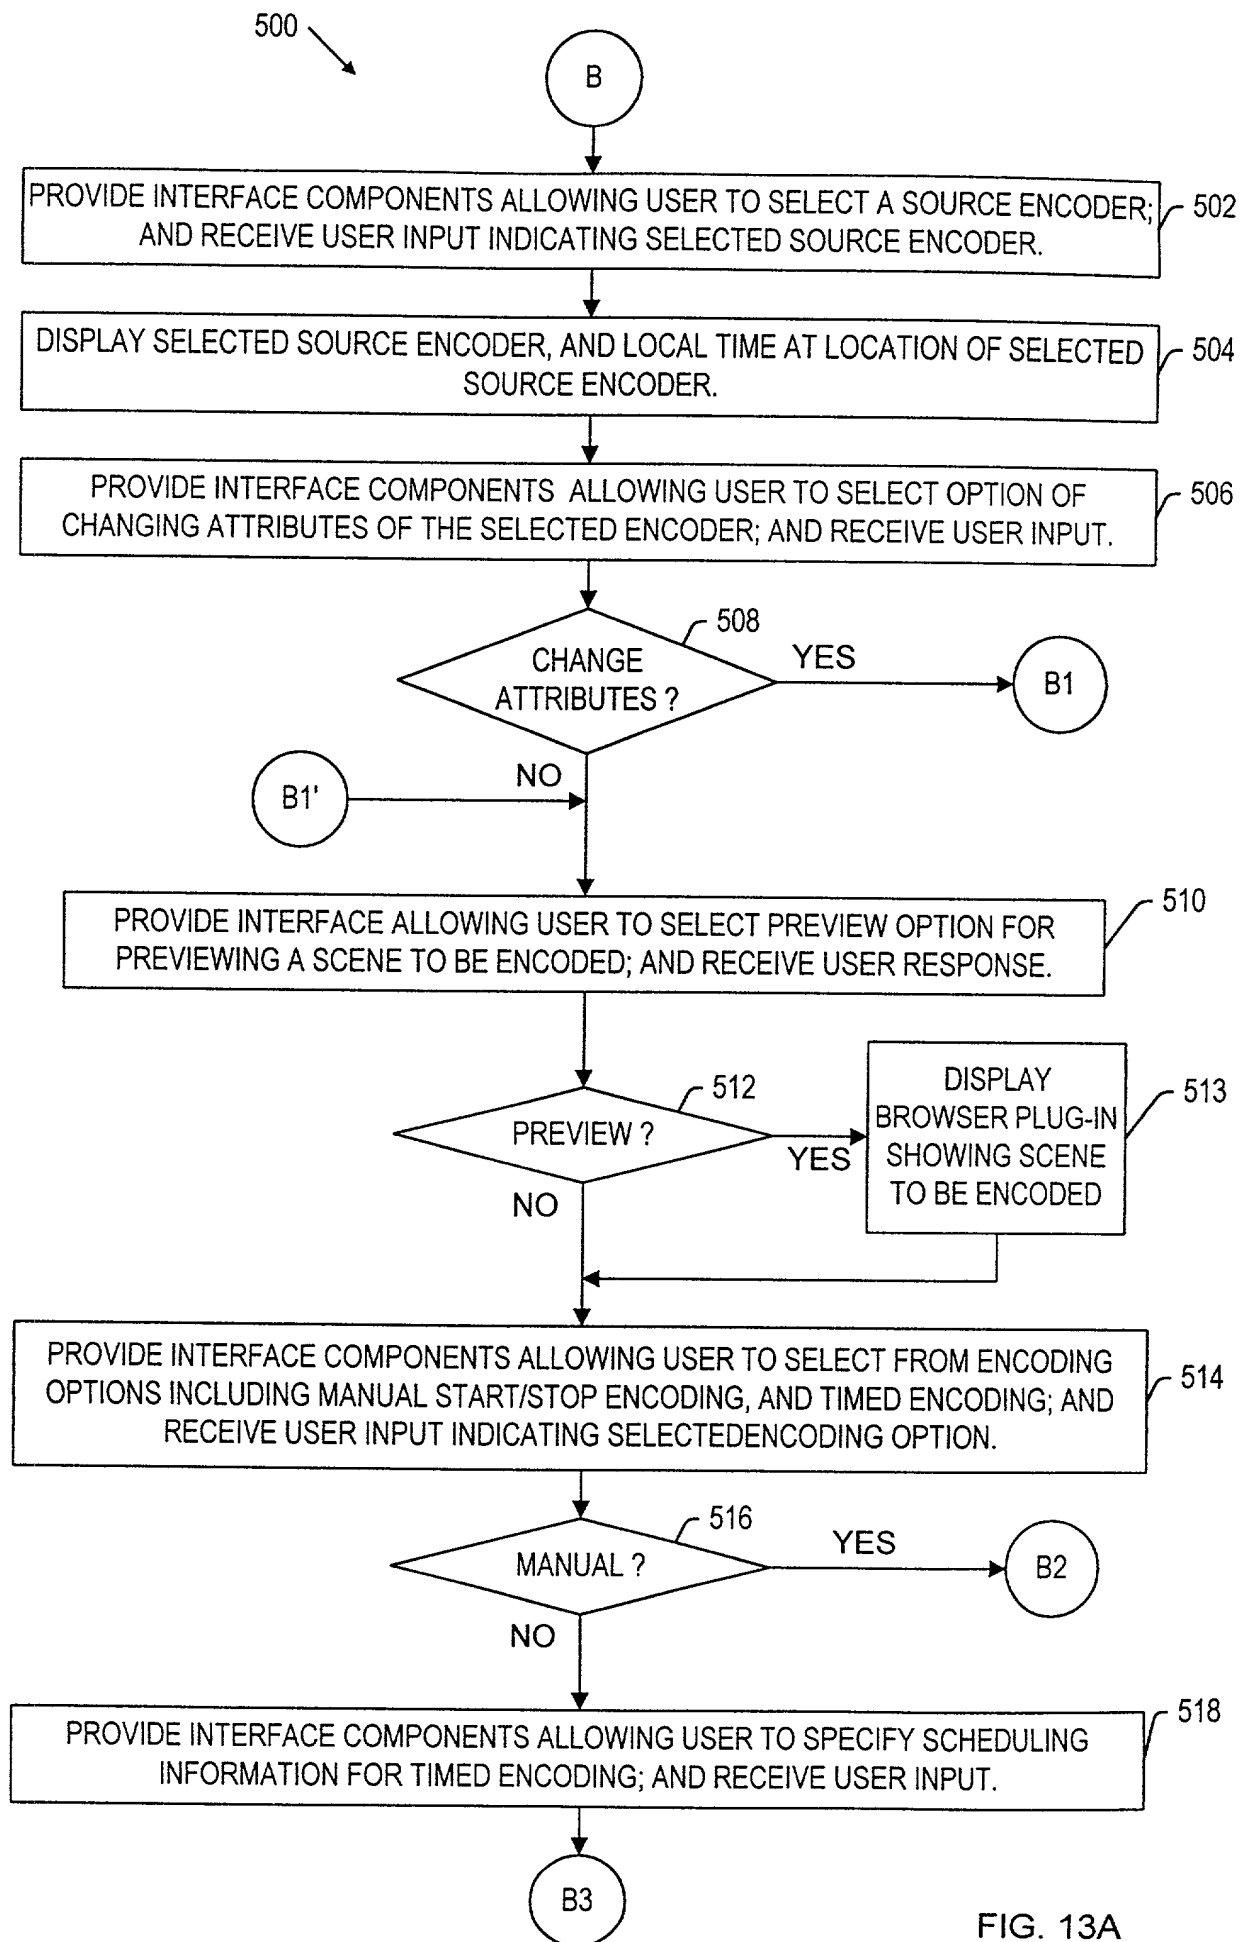 500
B
PROVIDE INTERFACE COMPONENTS ALLOWING USER TO SELECT A SOURCE ENCODER;
AND RECEIVE USER INPUT INDICATING SELECTED SOURCE ENCODER.
502
DISPLAY SELECTED SOURCE ENCODER, AND LOCAL TIME AT LOCATION OF SELECTED
SOURCE ENCODER.
504
PROVIDE INTERFACE COMPONENTS ALLOWING USER TO SELECT OPTION OF
CHANGING ATTRIBUTES OF THE SELECTED ENCODER; AND RECEIVE USER INPUT.
506
508
CHANGE
ATTRIBUTES ?
YES
B1
NO
B1'
PROVIDE INTERFACE ALLOWING USER TO SELECT PREVIEW OPTION FOR
PREVIEWING A SCENE TO BE ENCODED; AND RECEIVE USER RESPONSE.
510
512
PREVIEW ?
YES
DISPLAY
BROWSER PLUG-IN
SHOWING SCENE
TO BE ENCODED
513
NO
PROVIDE INTERFACE COMPONENTS ALLOWING USER TO SELECT FROM ENCODING
OPTIONS INCLUDING MANUAL START/STOP ENCODING, AND TIMED ENCODING; AND
RECEIVE USER INPUT INDICATING SELECTEDENCODING OPTION.
514
516
MANUAL ?
YES
B2
NO
PROVIDE INTERFACE COMPONENTS ALLOWING USER TO SPECIFY SCHEDULING
INFORMATION FOR TIMED ENCODING; AND RECEIVE USER INPUT.
518
B3
FIG. 13A